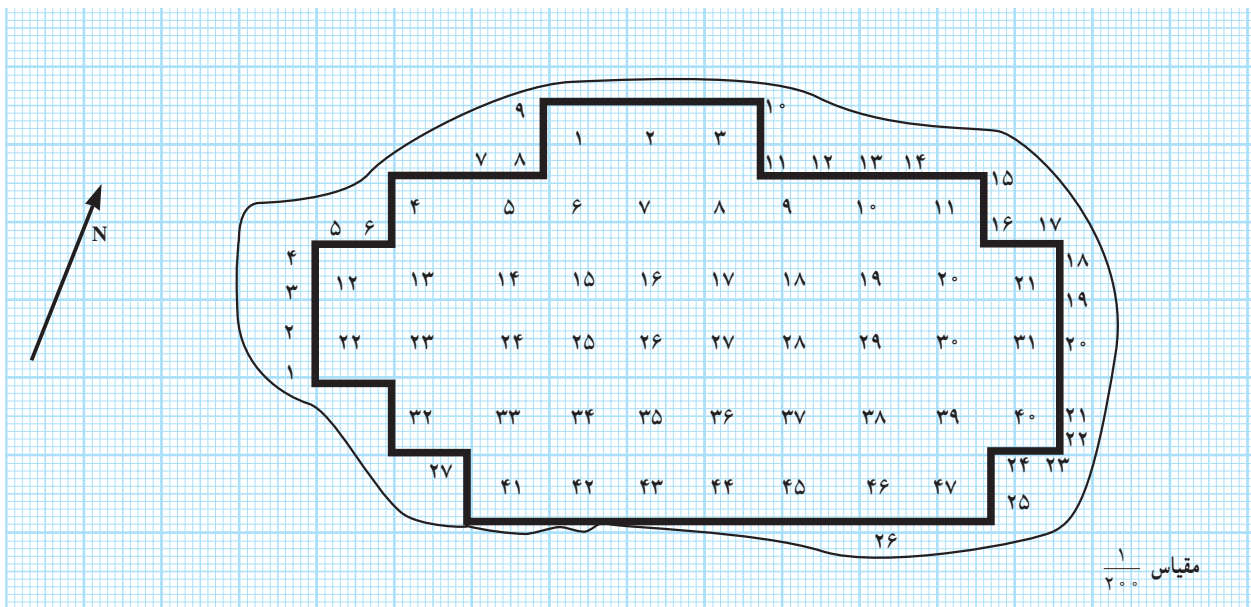 ۹ ۱۰
۱ ۲ ۳
۷ ۸ ۱۱ ۱۲ ۱۳ ۱۴
۱۵
۴ ۵ ۶ ۷ ۸ ۹ ۱۰ ۱۱
۵ ۶ ۱۶ ۱۷
N
۴ ۱۸
۱۲ ۱۳ ۱۴ ۱۵ ۱۶ ۱۷ ۱۸ ۱۹ ۲۰ ۲۱
۳ ۱۹
۲ ۲۲ ۲۳ ۲۴ ۲۵ ۲۶ ۲۷ ۲۸ ۲۹ ۳۰ ۳۱ ۲۰
۱
۳۲ ۳۳ ۳۴ ۳۵ ۳۶ ۳۷ ۳۸ ۳۹ ۴۰ ۲۱
۲۲
۲۷ ۲۴ ۲۳
۴۱ ۴۲ ۴۳ ۴۴ ۴۵ ۴۶ ۴۷ ۲۵
۲۶
مقیاس ۱/۲۰۰